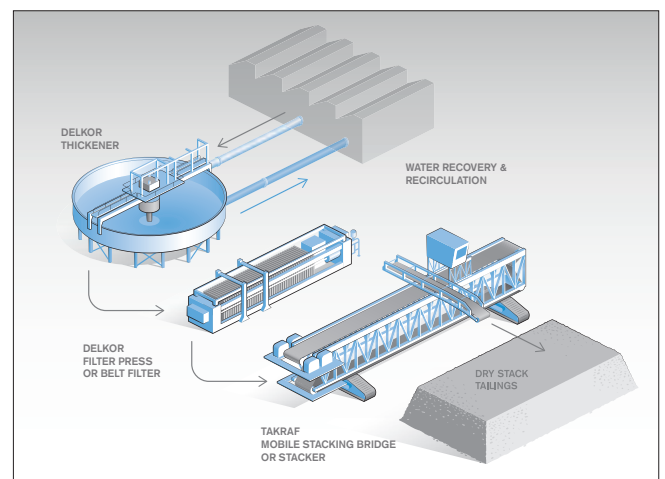 DELKOR
THICKENER
WATER RECOVERY &
RECIRCULATION
DELKOR
FILTER PRESS
OR BELT FILTER
DRY STACK
TAILINGS
TAKRAF
MOBILE STACKING BRIDGE
OR STACKER